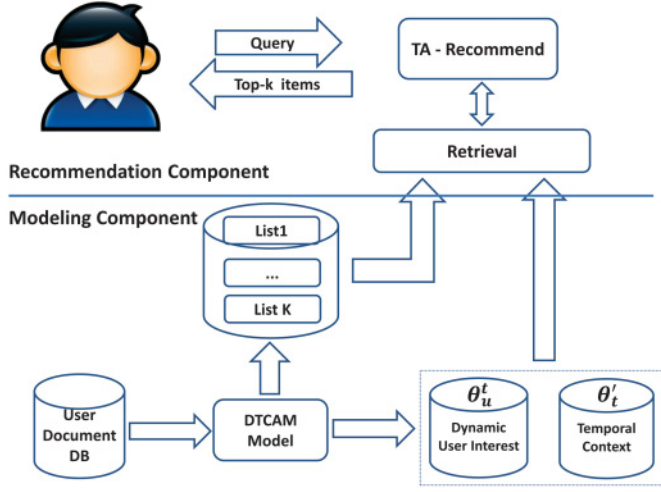 Query
Top-k items
TA - Recommend
Retrieval
Recommendation Component
Modeling Component
List1
...
List K
User
Document
DB
DTCAM
Model
θ_u^t
Dynamic
User Interest
θ_t^′
Temporal
Context